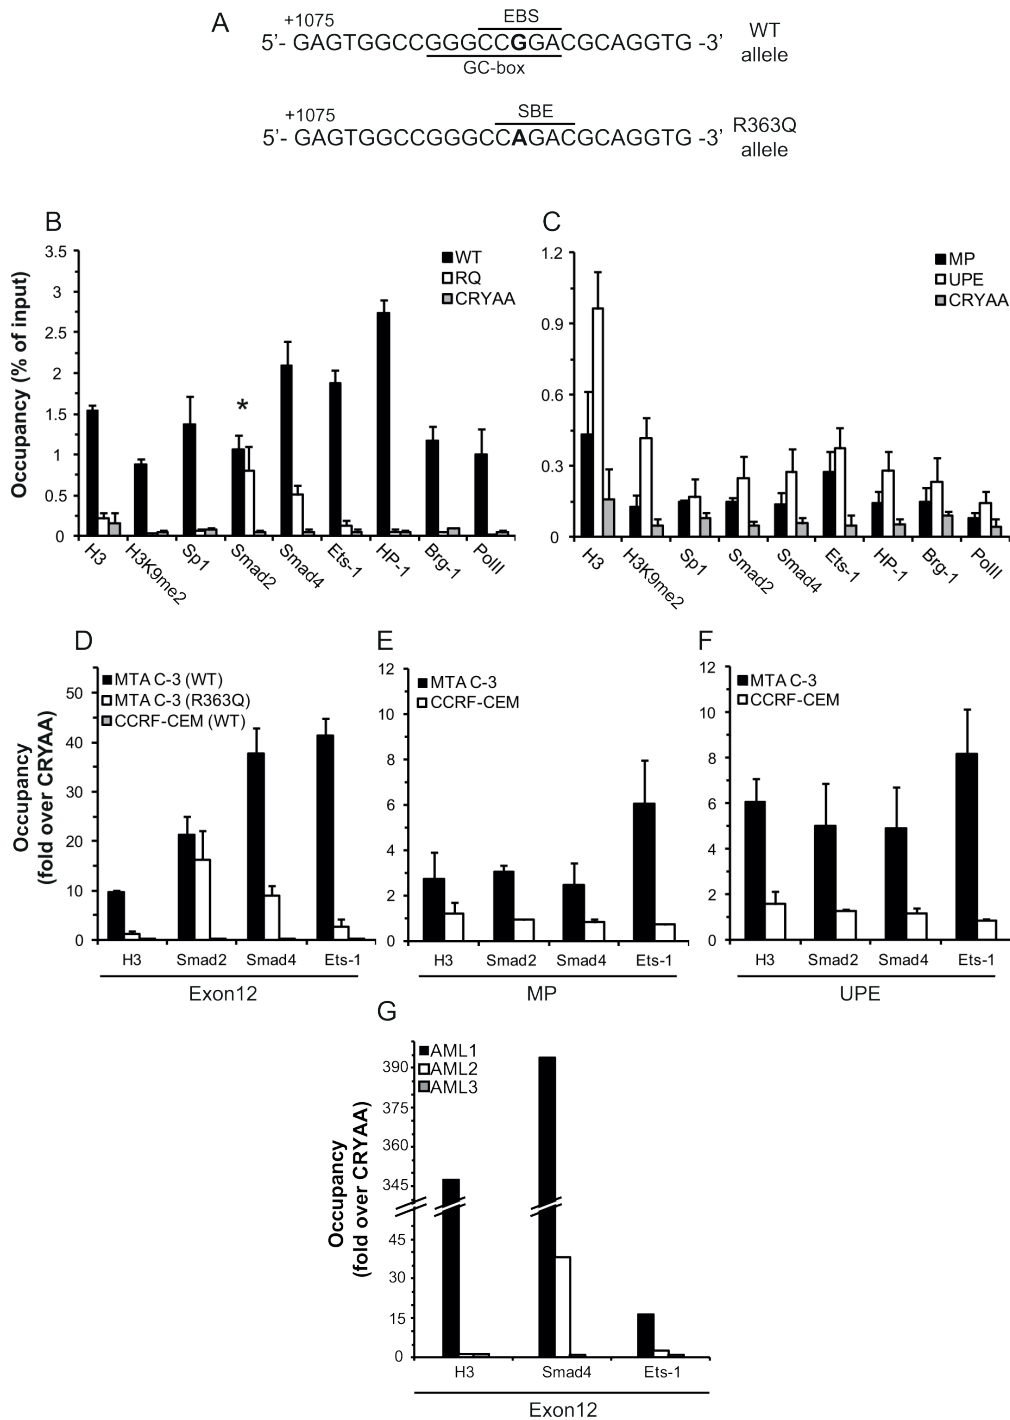 A
+1075
EBS
5'- GAGTGGCCGGGCCGGACGCAGGTG -3'
GC-box
WT
allele
+1075
SBE
5'- GAGTGGCCGGGCCAGACGCAGGTG -3'
R363Q
allele
B
Occupancy (% of input)
3.5
3
2.5
2
1.5
1
0.5
0
WT
RQ
CRYAA
*
H3
H3K9me2
Sp1
Smad2
Smad4
Ets-1
HP-1
Brg-1
PolII
C
1.2
0.9
0.6
0.3
0
MP
UPE
CRYAA
H3
H3K9me2
Sp1
Smad2
Smad4
Ets-1
HP-1
Brg-1
PolII
D
Occupancy
(fold over CRYAA)
50
40
30
20
10
0
MTA C-3 (WT)
MTA C-3 (R363Q)
CCRF-CEM (WT)
H3 Smad2 Smad4 Ets-1
Exon12
E
12
10
8
6
4
2
0
MTA C-3
CCRF-CEM
H3 Smad2 Smad4 Ets-1
MP
F
12
10
8
6
4
2
0
MTA C-3
CCRF-CEM
H3 Smad2 Smad4 Ets-1
UPE
G
Occupancy
(fold over CRYAA)
390
375
360
345
45
30
15
0
AML1
AML2
AML3
H3 Smad4 Ets-1
Exon12